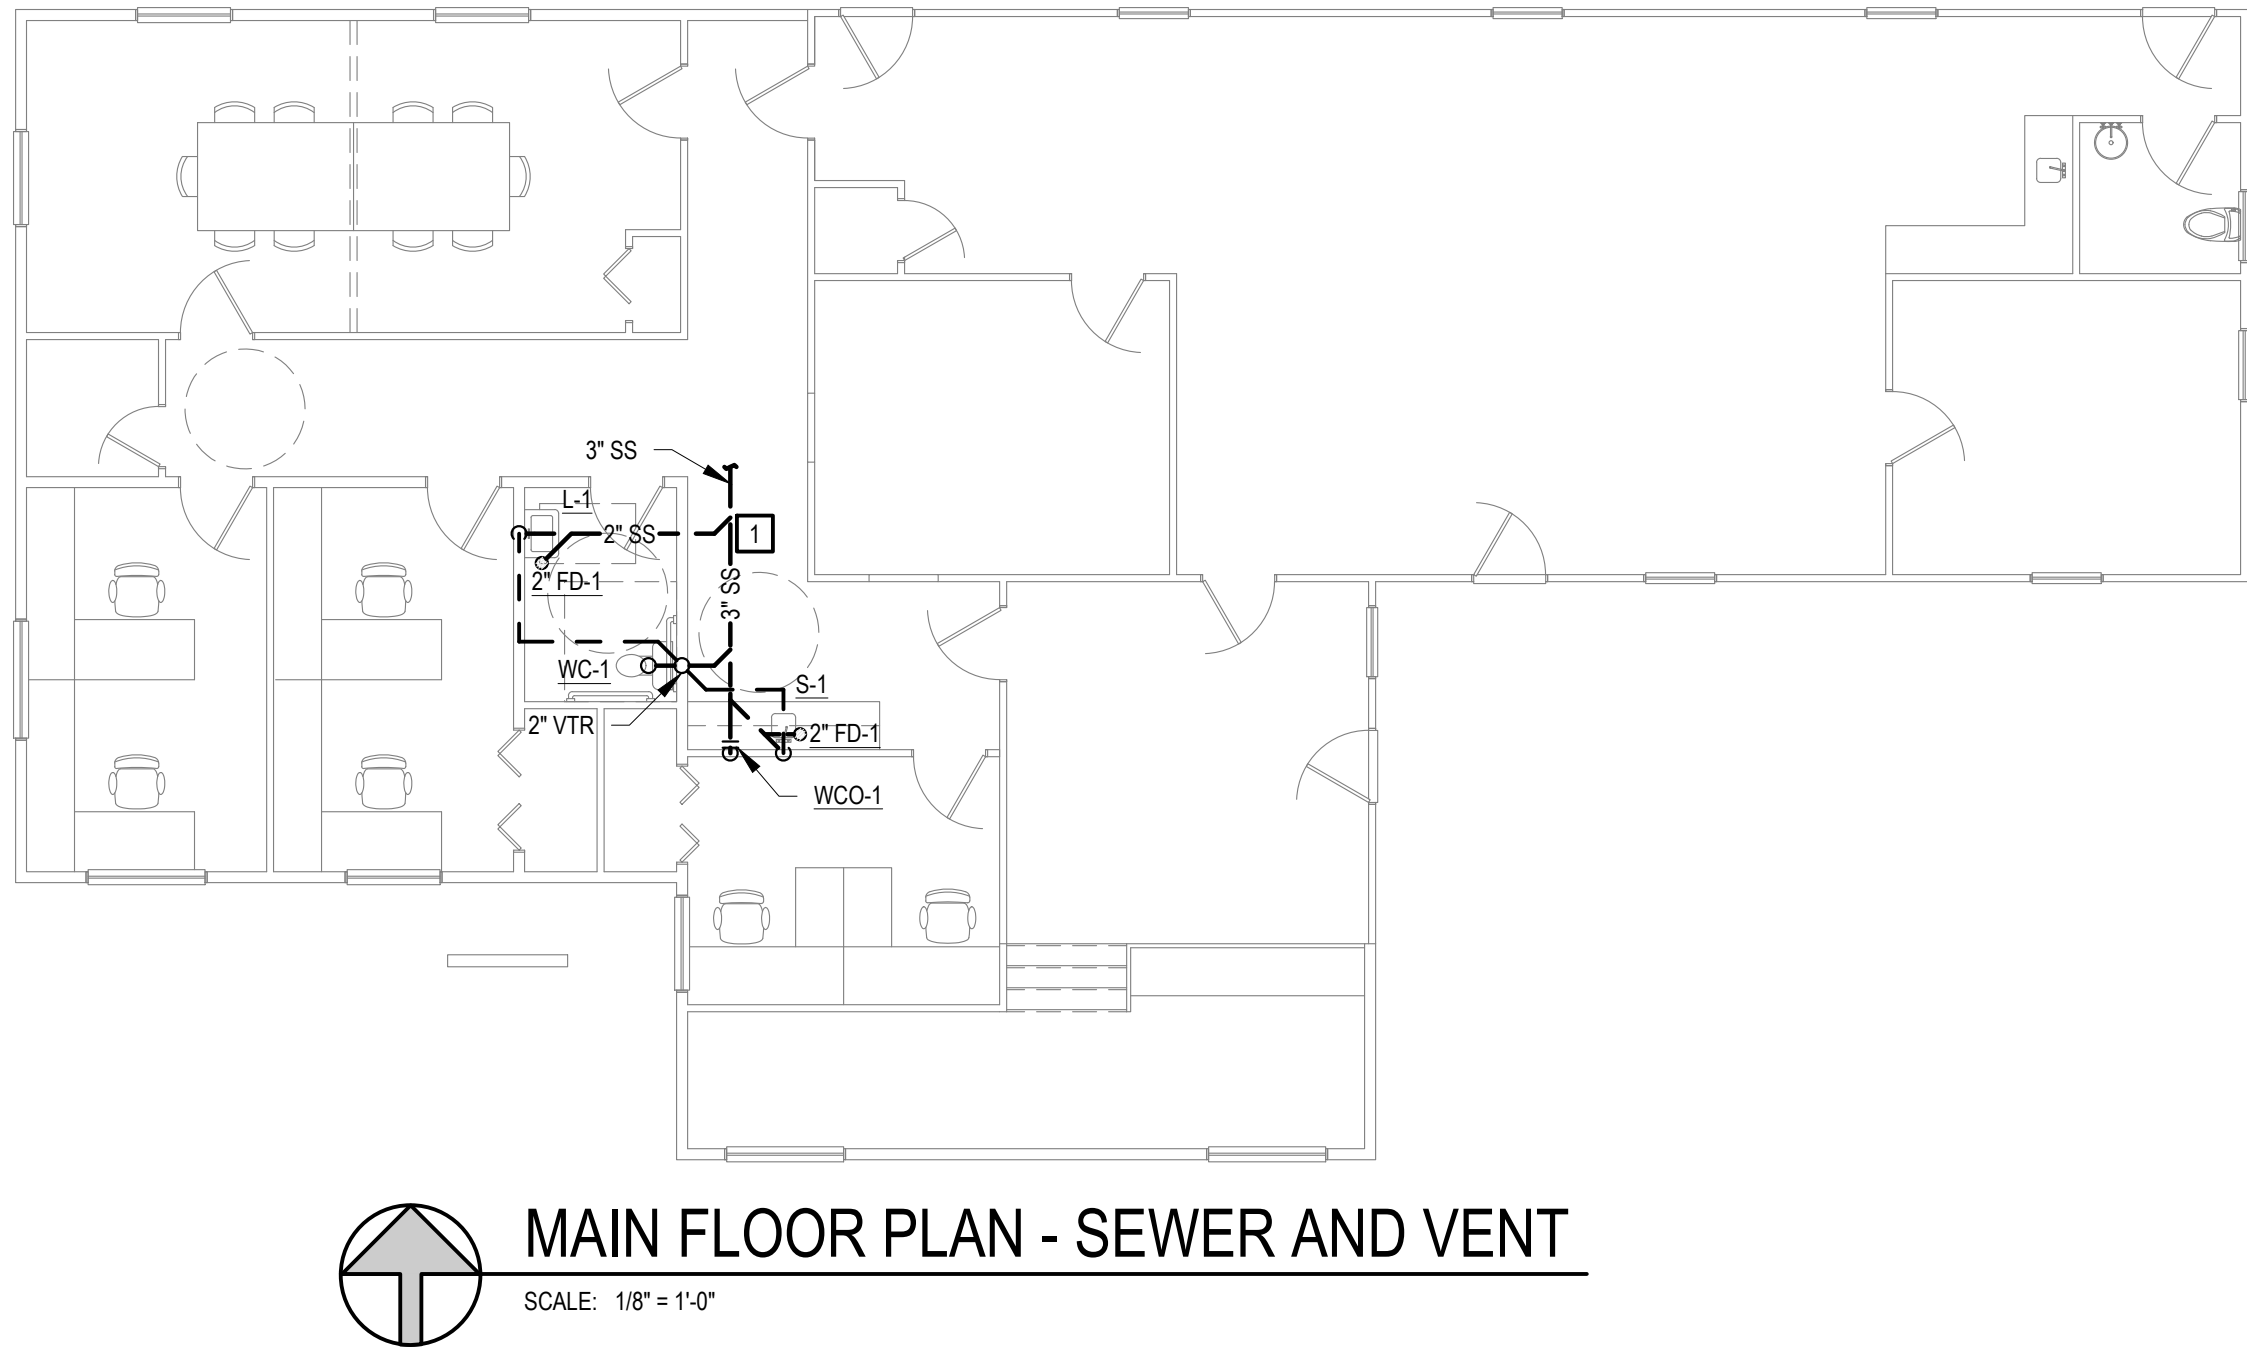 3" SS
L-1
2" SS
1
2" FD-1
3" SS
WC-1
S-1
2" VTR
2" FD-1
WCO-1
MAIN FLOOR PLAN - SEWER AND VENT
SCALE: 1/8" = 1'-0"